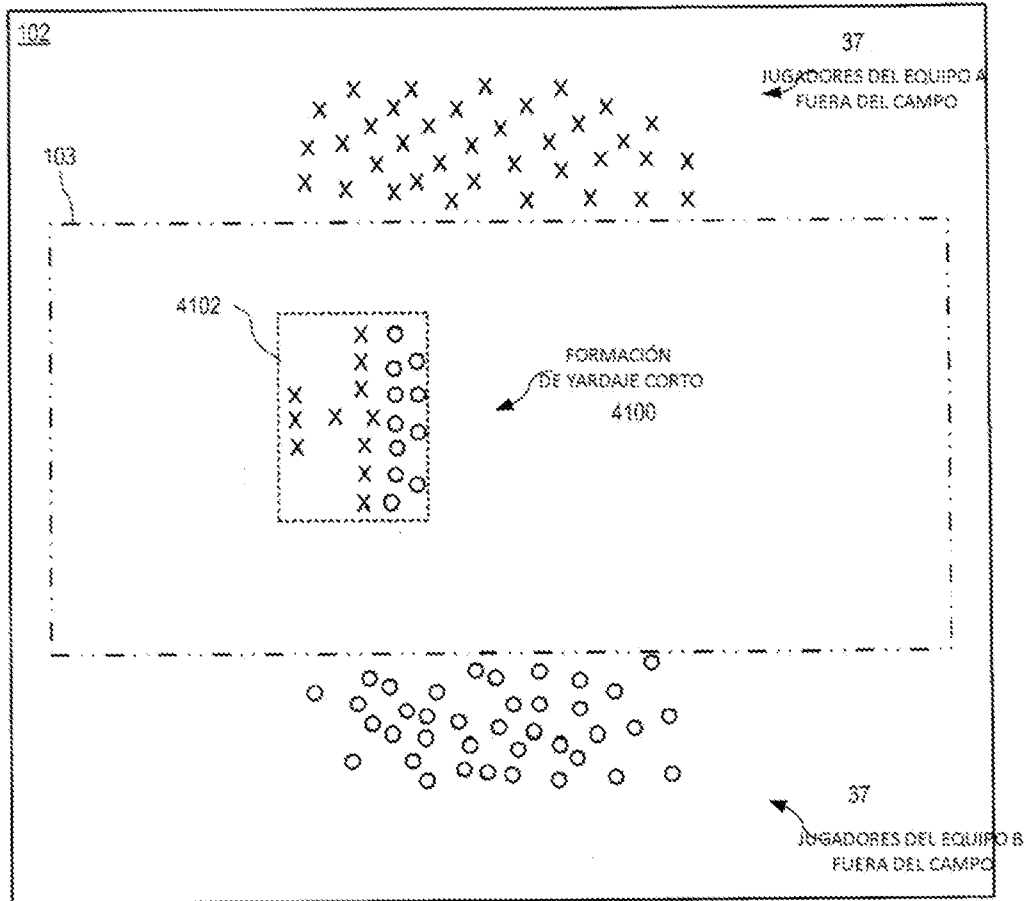 102
37
JUGADORES DEL EQUIPO A
FUERA DEL CAMPO
103
4102
FORMACIÓN
DE YARDAJE CORTO
4100
37
JUGADORES DEL EQUIPO B
FUERA DEL CAMPO